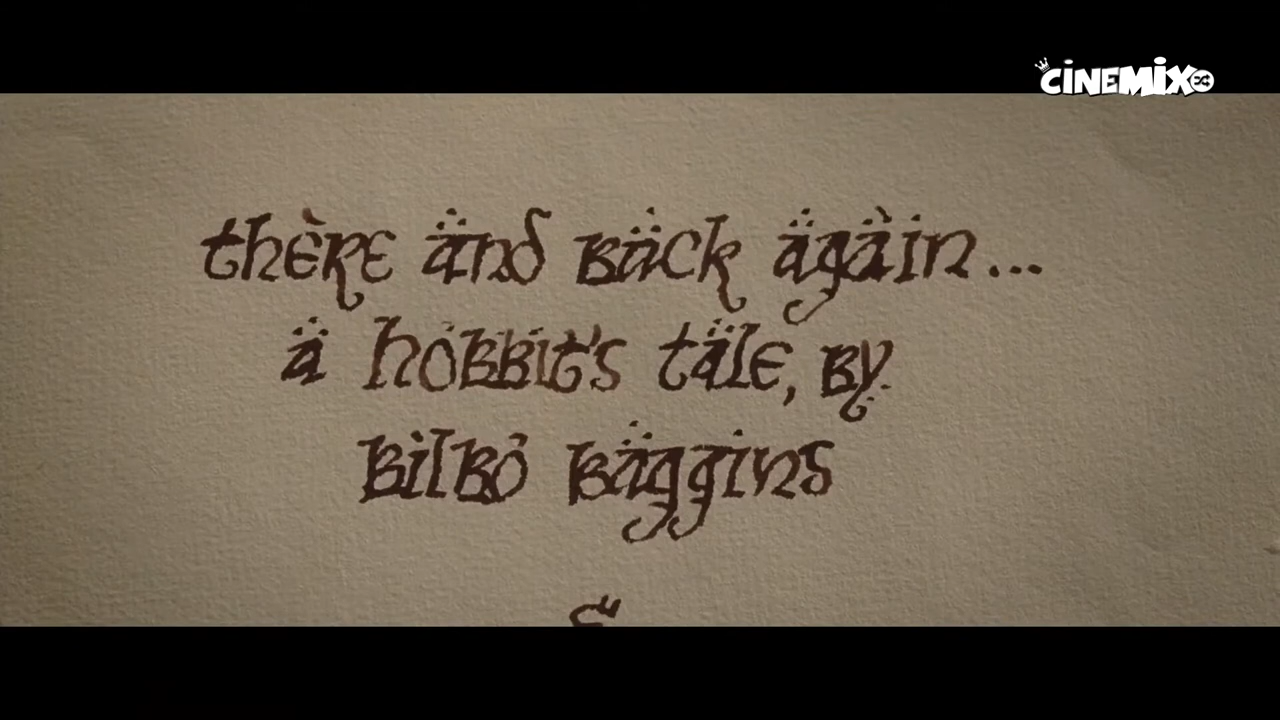 CINEMIX
there and back again...
a hobbit's tale, by
bilbo baggins